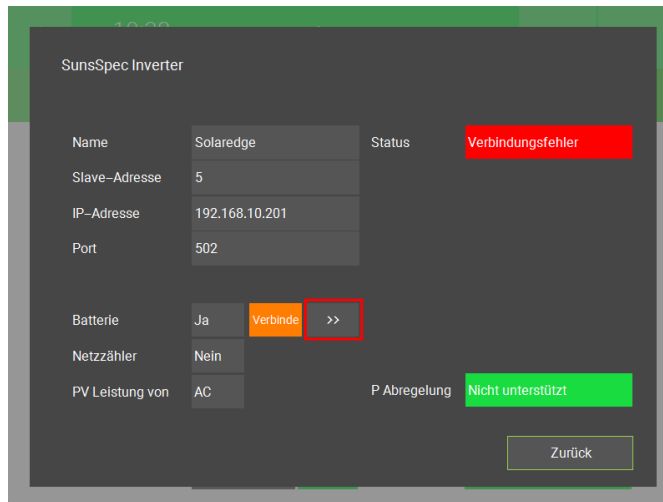 SunsSpec Inverter
Name Solaredge Status Verbindungsfehler
Slave-Adresse 5
IP-Adresse 192.168.10.201
Port 502
Batterie Ja Verbinde >>
Netzzähler Nein
PV Leistung von AC P Abregelung Nicht unterstützt
Zurück